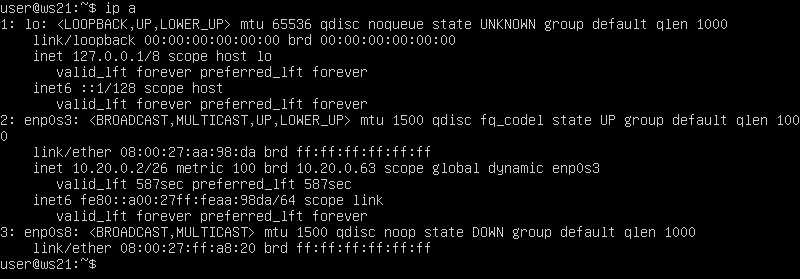 user@ws21:~$ ip a
1: lo: <LOOPBACK,UP,LOWER_UP> mtu 65536 qdisc noqueue state UNKNOWN group default qlen 1000
    link/loopback 00:00:00:00:00:00 brd 00:00:00:00:00:00
    inet 127.0.0.1/8 scope host lo
       valid_lft forever preferred_lft forever
    inet6 ::1/128 scope host
       valid_lft forever preferred_lft forever
2: enp0s3: <BROADCAST,MULTICAST,UP,LOWER_UP> mtu 1500 qdisc fq_codel state UP group default qlen 100
0
    link/ether 08:00:27:aa:98:da brd ff:ff:ff:ff:ff:ff
    inet 10.20.0.2/26 metric 100 brd 10.20.0.63 scope global dynamic enp0s3
       valid_lft 587sec preferred_lft 587sec
    inet6 fe80::a00:27ff:feaa:98da/64 scope link
       valid_lft forever preferred_lft forever
3: enp0s8: <BROADCAST,MULTICAST> mtu 1500 qdisc noop state DOWN group default qlen 1000
    link/ether 08:00:27:ff:a8:20 brd ff:ff:ff:ff:ff:ff
user@ws21:~$